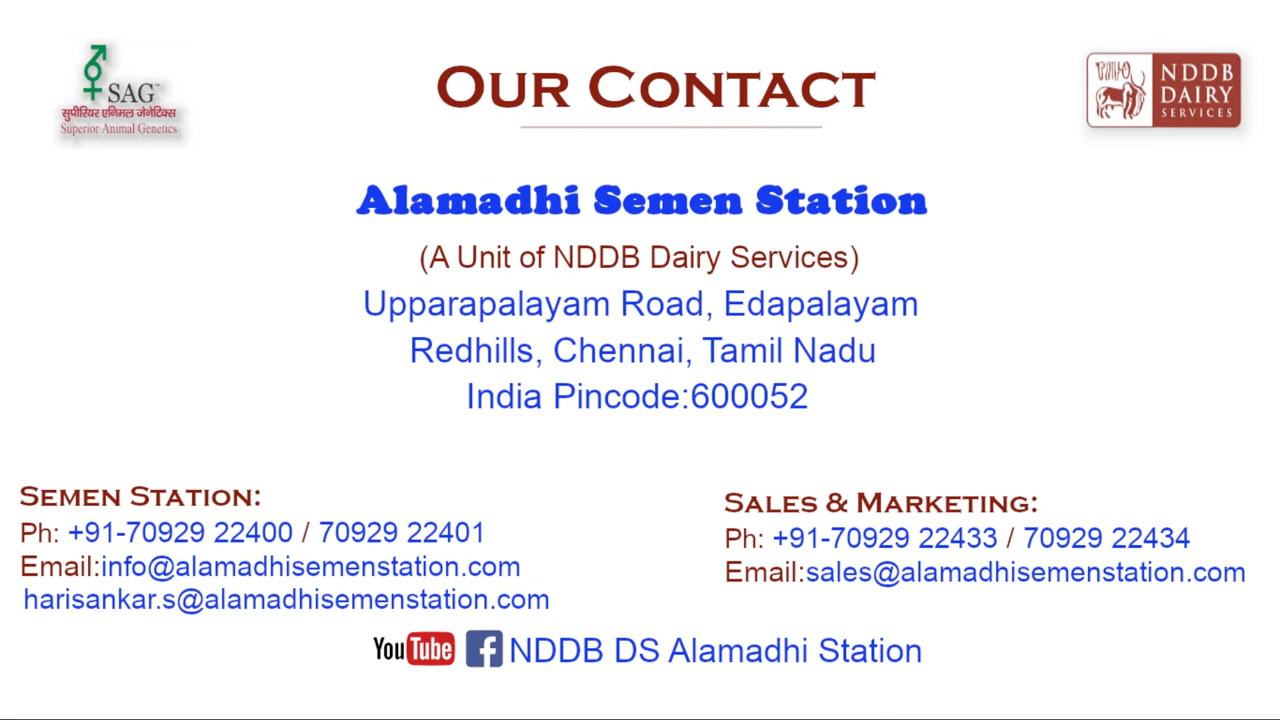 SAG™
सुपीरियर एनिमल जेनेटिक्स
Superior Animal Genetics
OUR CONTACT
NDDB
DAIRY
SERVICES
Alamadhi Semen Station
(A Unit of NDDB Dairy Services)
Upparapalayam Road, Edapalayam
Redhills, Chennai, Tamil Nadu
India Pincode:600052
SEMEN STATION:
Ph: +91-70929 22400 / 70929 22401
Email:info@alamadhisemenstation.com
harisankar.s@alamadhisemenstation.com
SALES & MARKETING:
Ph: +91-70929 22433 / 70929 22434
Email:sales@alamadhisemenstation.com
YouTube f NDDB DS Alamadhi Station